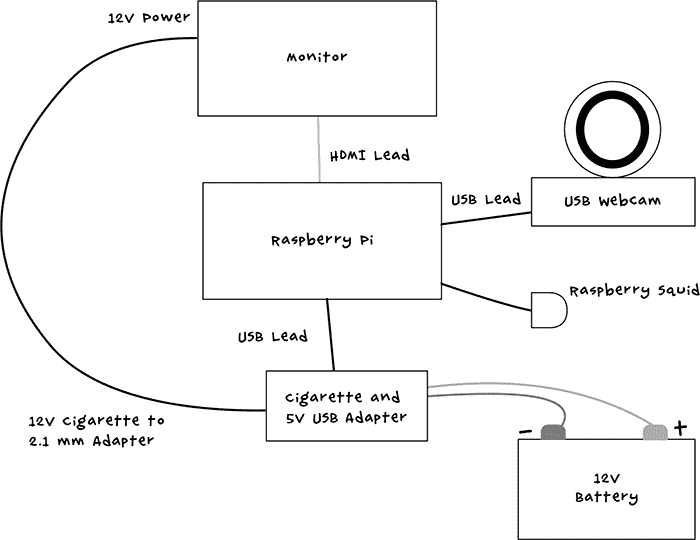 12V Power
Monitor
HDMI Lead
USB Lead
USB Webcam
Raspberry Pi
Raspberry Squid
USB Lead
Cigarette and
5V USB Adapter
12V Cigarette to
2.1 mm Adapter
- +
12V
Battery